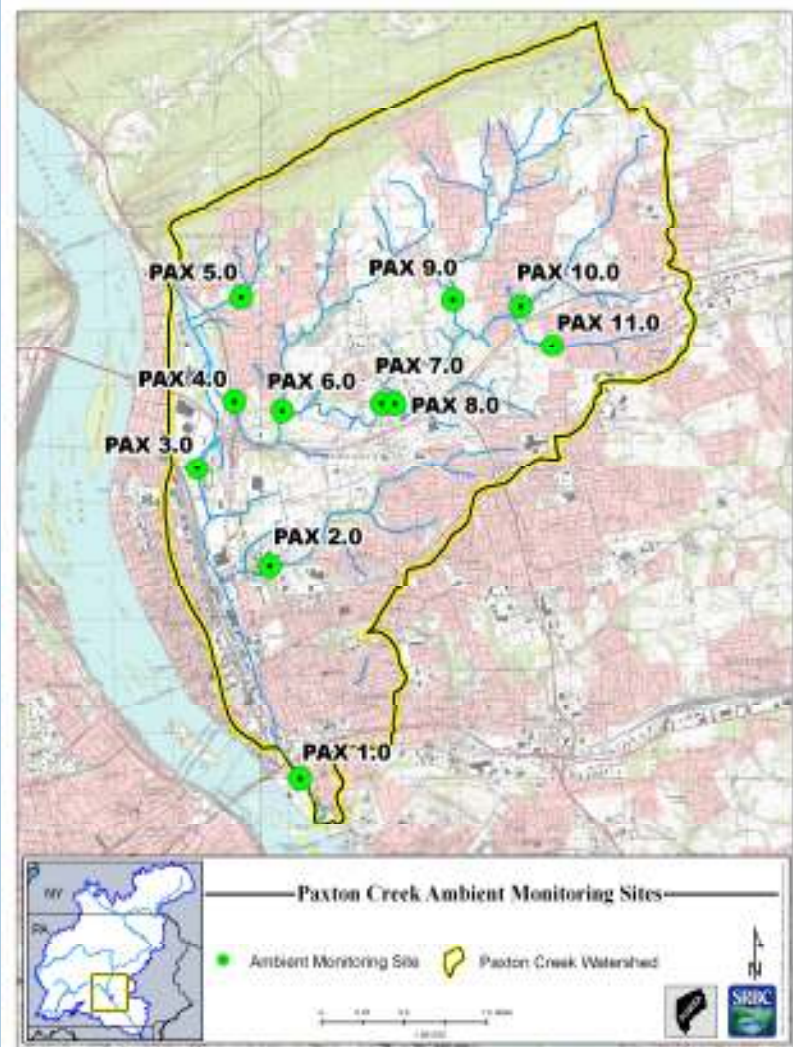 PAX 5.0
PAX 9.0
PAX 10.0
PAX 11.0
PAX 7.0
PAX 4.0
PAX 6.0
PAX 8.0
PAX 3.0
PAX 2.0
PAX 1.0
Paxton Creek Ambient Monitoring Sites
NY
PA
Ambient Monitoring Site
Paxton Creek Watershed
N
SRBC